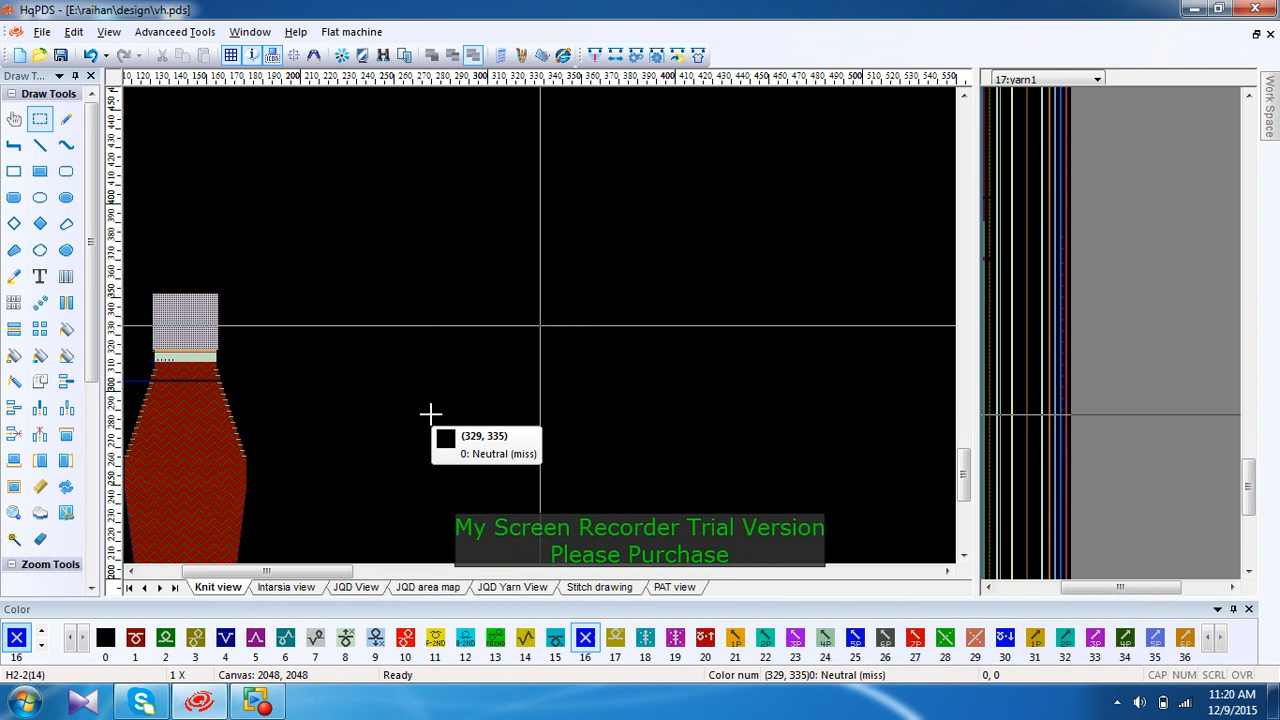 HqPDS - [E:\raihan\design\vh.pds]
File Edit View Advanceed Tools Window Help Flat machine
Draw T...
Draw Tools
Zoom Tools
17:yarn1
Work Space
(329, 335)
0: Neutral (miss)
My Screen Recorder Trial Version
Please Purchase
Knit view Intarsia view JQD View JQD area map JQD Yarn View Stitch drawing PAT view
Color
16 0 1 2 3 4 5 6 7 8 9 10 11 12 13 14 15 16 17 18 19 20 21 22 23 24 25 26 27 28 29 30 31 32 33 34 35 36
H2-2(14) 1 X Canvas: 2048, 2048 Ready Color num (329, 335)0: Neutral (miss) 0, 0 CAP NUM SCRL OVR
11:20 AM
12/9/2015